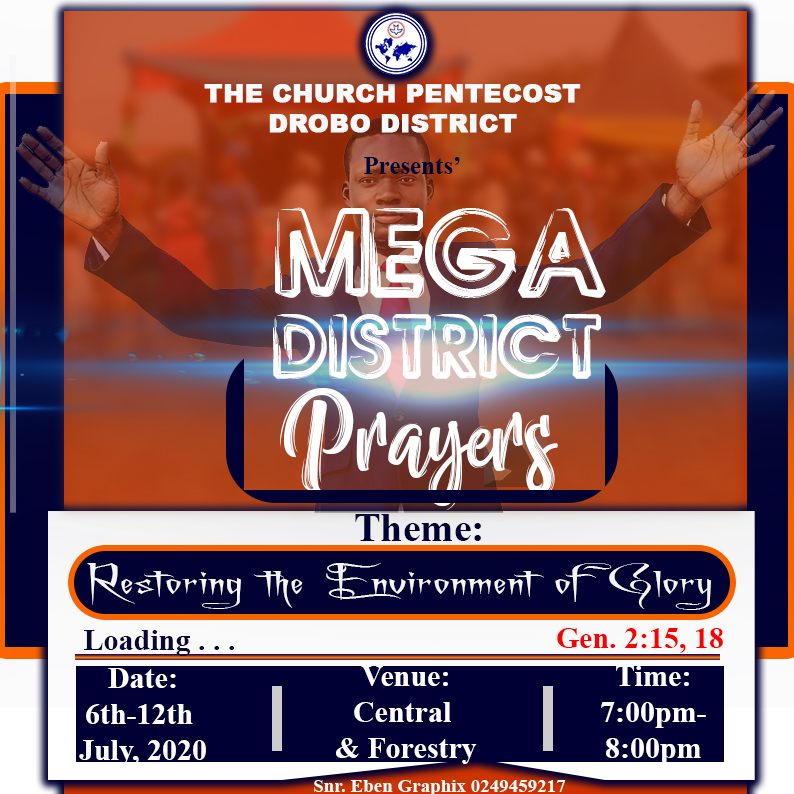 THE CHURCH PENTECOST
DROBO DISTRICT
Presents’
MEGA
DISTRICT
Prayers
Theme:
Restoring the Environment of Glory
Loading . . .
Gen. 2:15, 18
Date:
6th-12th
July, 2020
Venue:
Central
& Forestry
Time:
7:00pm-
8:00pm
Snr. Eben Graphix 0249459217